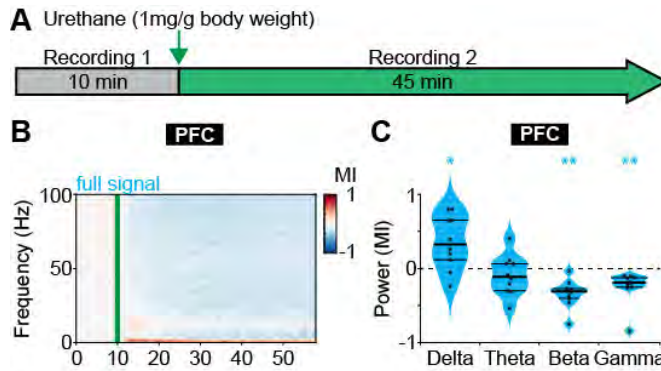 A
Urethane (1mg/g body weight)
Recording 1
Recording 2
10 min
45 min
B
PFC
full signal
MI
1
-1
Frequency (Hz)
100
50
0
0 10 20 30 40 50
C
PFC
* ** **
Power (MI)
1
-0
-1
Delta Theta Beta Gamma